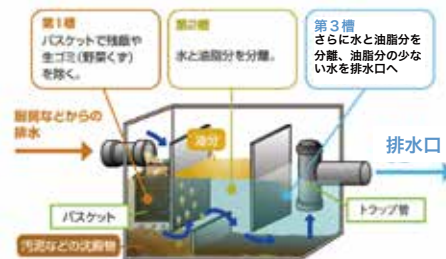 第1槽
バスケットで残飯や
生ゴミ(野菜くず)
を除く。
第2槽
水と油脂分を分離。
第3槽
さらに水と油脂分を
分離、油脂分の少な
い水を排水口へ
厨房などからの
排水
油分
排水口
バスケット
トラップ管
汚泥などの沈殿物